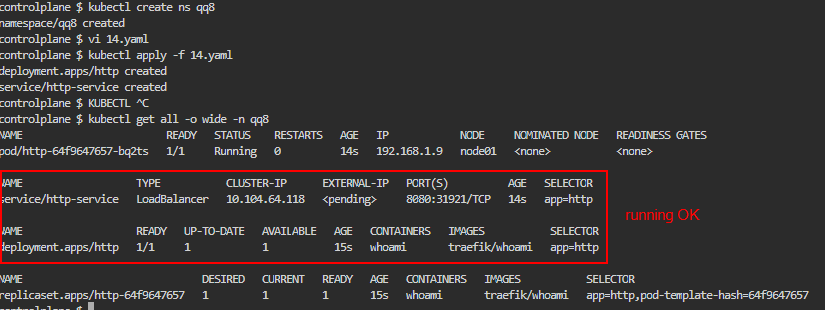 controlplane $ kubectl create ns qq8
namespace/qq8 created
controlplane $ vi 14.yaml
controlplane $ kubectl apply -f 14.yaml
deployment.apps/http created
service/http-service created
controlplane $ KUBECTL ^C
controlplane $ kubectl get all -o wide -n qq8
NAME READY STATUS RESTARTS AGE IP NODE NOMINATED NODE READINESS GATES
pod/http-64f9647657-bq2ts 1/1 Running 0 14s 192.168.1.9 node01 <none> <none>
NAME TYPE CLUSTER-IP EXTERNAL-IP PORT(S) AGE SELECTOR
service/http-service LoadBalancer 10.104.64.118 <pending> 8080:31921/TCP 14s app=http
running OK
NAME READY UP-TO-DATE AVAILABLE AGE CONTAINERS IMAGES SELECTOR
deployment.apps/http 1/1 1 1 15s whoami traefik/whoami app=http
NAME DESIRED CURRENT READY AGE CONTAINERS IMAGES SELECTOR
replicaset.apps/http-64f9647657 1 1 1 15s whoami traefik/whoami app=http,pod-template-hash=64f9647657
controlplane $